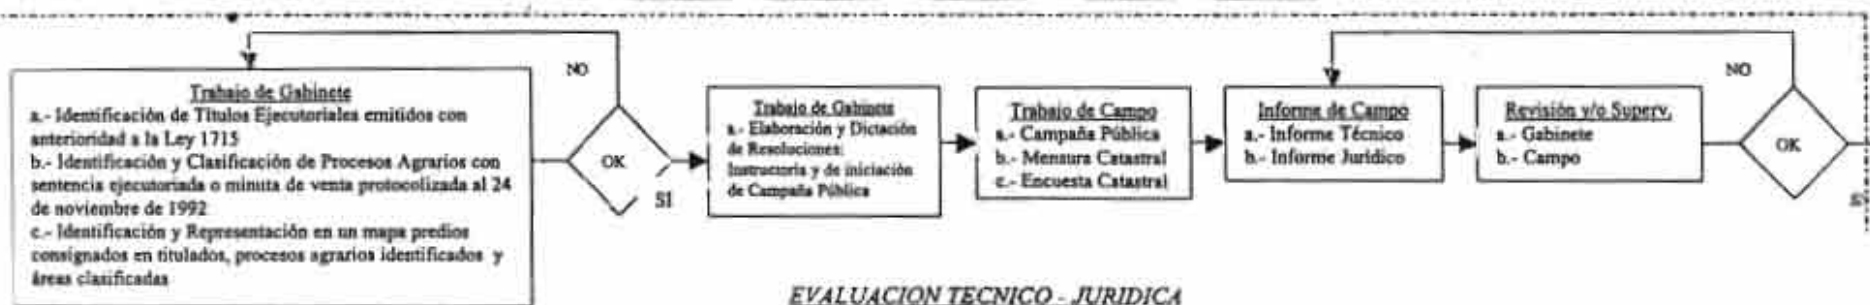 Trabajo de Gabinete
a.- Identificación de Títulos Ejecutoriales emitidos con
anterioridad a la Ley 1715
b.- Identificación y Clasificación de Procesos Agrarios con
sentencia ejecutoriada o minuta de venta protocolizada al 24
de noviembre de 1992
c.- Identificación y Representación en un mapa predios
consignados en titulados, procesos agrarios identificados y
áreas clasificadas
NO
OK
SI
Trabajo de Gabinete
a.- Elaboración y Dictación
de Resoluciones:
Instructoria y de iniciación
de Campaña Pública
Trabajo de Campo
a.- Campaña Pública
b.- Mensura Catastral
c.- Encuesta Catastral
Informe de Campo
a.- Informe Técnico
b.- Informe Jurídico
Revisión y/o Superv.
a.- Gabinete
b.- Campo
NO
OK
EVALUACION TECNICO - JURIDICA